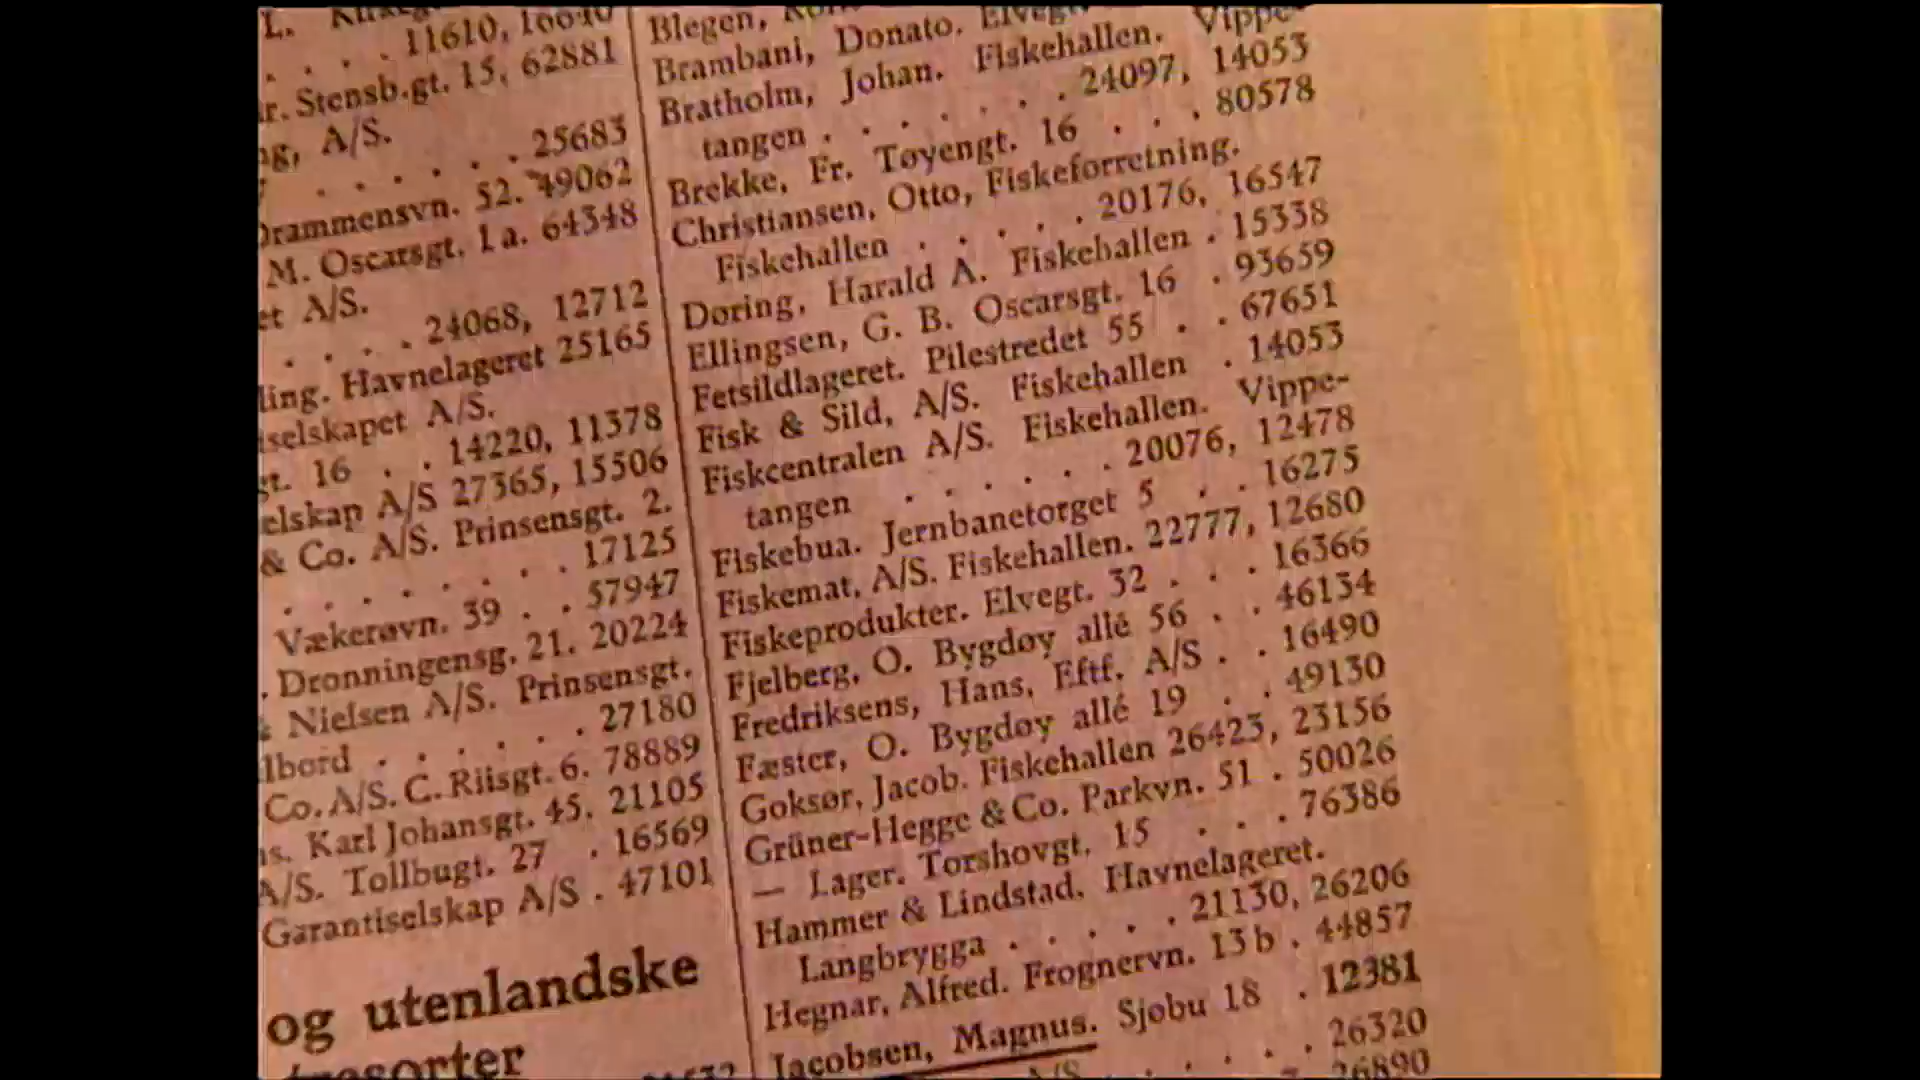 L.
11610, 16640
r. Stensb.gt. 15, 62881
g, A/S.
. . . . . 25683
Drammensvn. 52. 49062
M. Oscarsgt. 1 a. 64348
et A/S.
. . . . 24068, 12712
ling. Havnelageret 25165
selskapet A/S.
gt. 16 . . 14220, 11378
elskap A/S 27365, 15506
& Co. A/S. Prinsensgt. 2.
. . . . . . . . 17125
Vækerøvn. 39 . . 57947
. Dronningensg. 21. 20224
Nielsen A/S. Prinsensgt.
lbord . . . . . . 27180
Co. A/S. C. Riisgt. 6. 78889
s. Karl Johansgt. 45. 21105
A/S. Tollbugt. 27 . 16569
Garantiselskap A/S . 47101
og utenlandske
Blegen,
Brambani, Donato. Elvegt.
Bratholm, Johan. Fiskehallen. Vippe-
tangen . . . . . . 24097, 14053
Brekke, Fr. Tøyengt. 16 . . . 80578
Christiansen, Otto, Fiskeforretning.
Fiskehallen . . . . . 20176, 16547
Døring, Harald A. Fiskehallen . 15338
Ellingsen, G. B. Oscarsgt. 16 . 93659
Fetsildlageret. Pilestredet 55 . . 67651
Fisk & Sild, A/S. Fiskehallen . 14053
Fiskcentralen A/S. Fiskehallen. Vippe-
tangen . . . . . . 20076, 12478
Fiskebua. Jernbanetorget 5 . . 16275
Fiskemat, A/S. Fiskehallen. 22777, 12680
Fiskeprodukter. Elvegt. 32 . . . 16366
Fjelberg, O. Bygdøy allé 56 . . 46134
Fredriksens, Hans, Eftf. A/S . . 16490
Fæster, O. Bygdøy allé 19 . . 49130
Goksør, Jacob. Fiskehallen 26423, 23156
Grüner-Hegge & Co. Parkvn. 51 . 50026
— Lager. Torshovgt. 15 . . . 76386
Hammer & Lindstad. Havnelageret.
Langbrygga . . . . . 21130, 26206
Hegnar, Alfred. Frognervn. 13 b . 44857
Jacobsen, Magnus. Sjøbu 18 . 12381
A/S . . . . 26320
26890